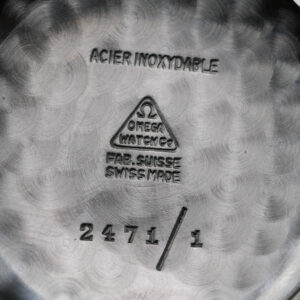 ACIER INOXYDABLE
Ω
OMEGA
WATCH Co
FAB. SUISSE
SWISS MADE
2471/1